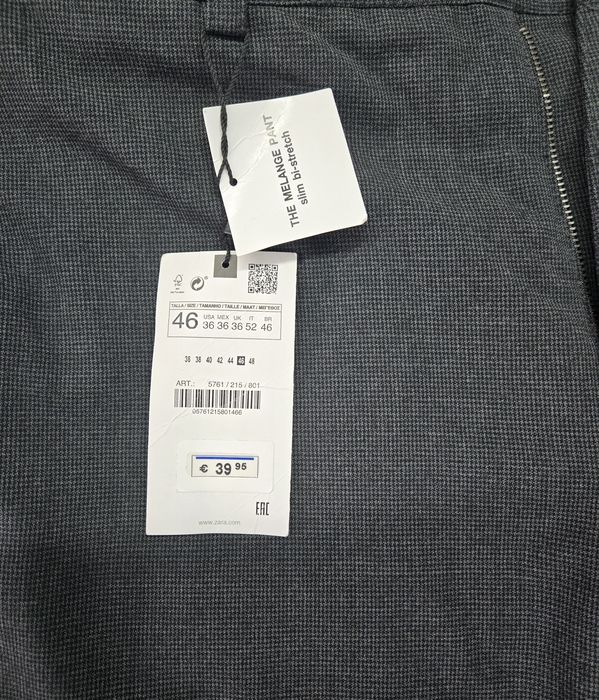 THE MELANGE PANT
slim bi-stretch
TALLA / SIZE / TAMANHO / TAILLE / MAAT / ΜΕΓΕΘΟΣ
46
USA MEX UK IT BR
36 36 36 52 46
36 38 40 42 44 46 48
ART.: 5761 / 215 / 801
05761215801466
€ 39 95
EAC
www.zara.com